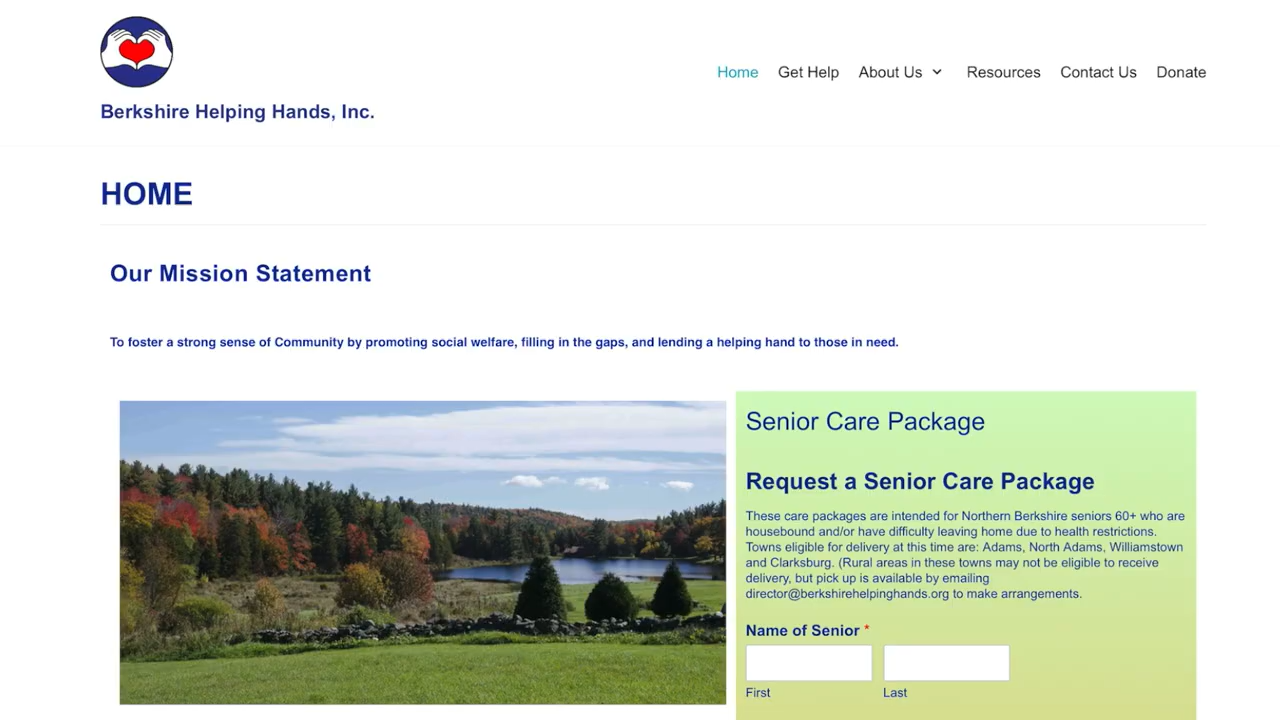 Berkshire Helping Hands, Inc.
Home Get Help About Us Resources Contact Us Donate
HOME
Our Mission Statement
To foster a strong sense of Community by promoting social welfare, filling in the gaps, and lending a helping hand to those in need.
Senior Care Package
Request a Senior Care Package
These care packages are intended for Northern Berkshire seniors 60+ who are
housebound and/or have difficulty leaving home due to health restrictions.
Towns eligible for delivery at this time are: Adams, North Adams, Williamstown
and Clarksburg. (Rural areas in these towns may not be eligible to receive
delivery, but pick up is available by emailing
director@berkshirehelpinghands.org to make arrangements.
Name of Senior *
First Last